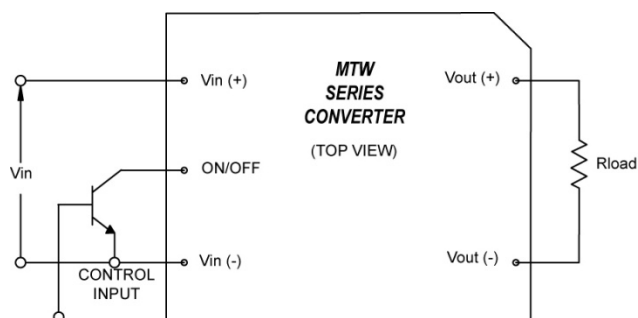 MTW
SERIES
CONVERTER
(TOP VIEW)
Vin (+)
Vout (+)
Vin
ON/OFF
Rload
CONTROL
INPUT
Vin (-)
Vout (-)